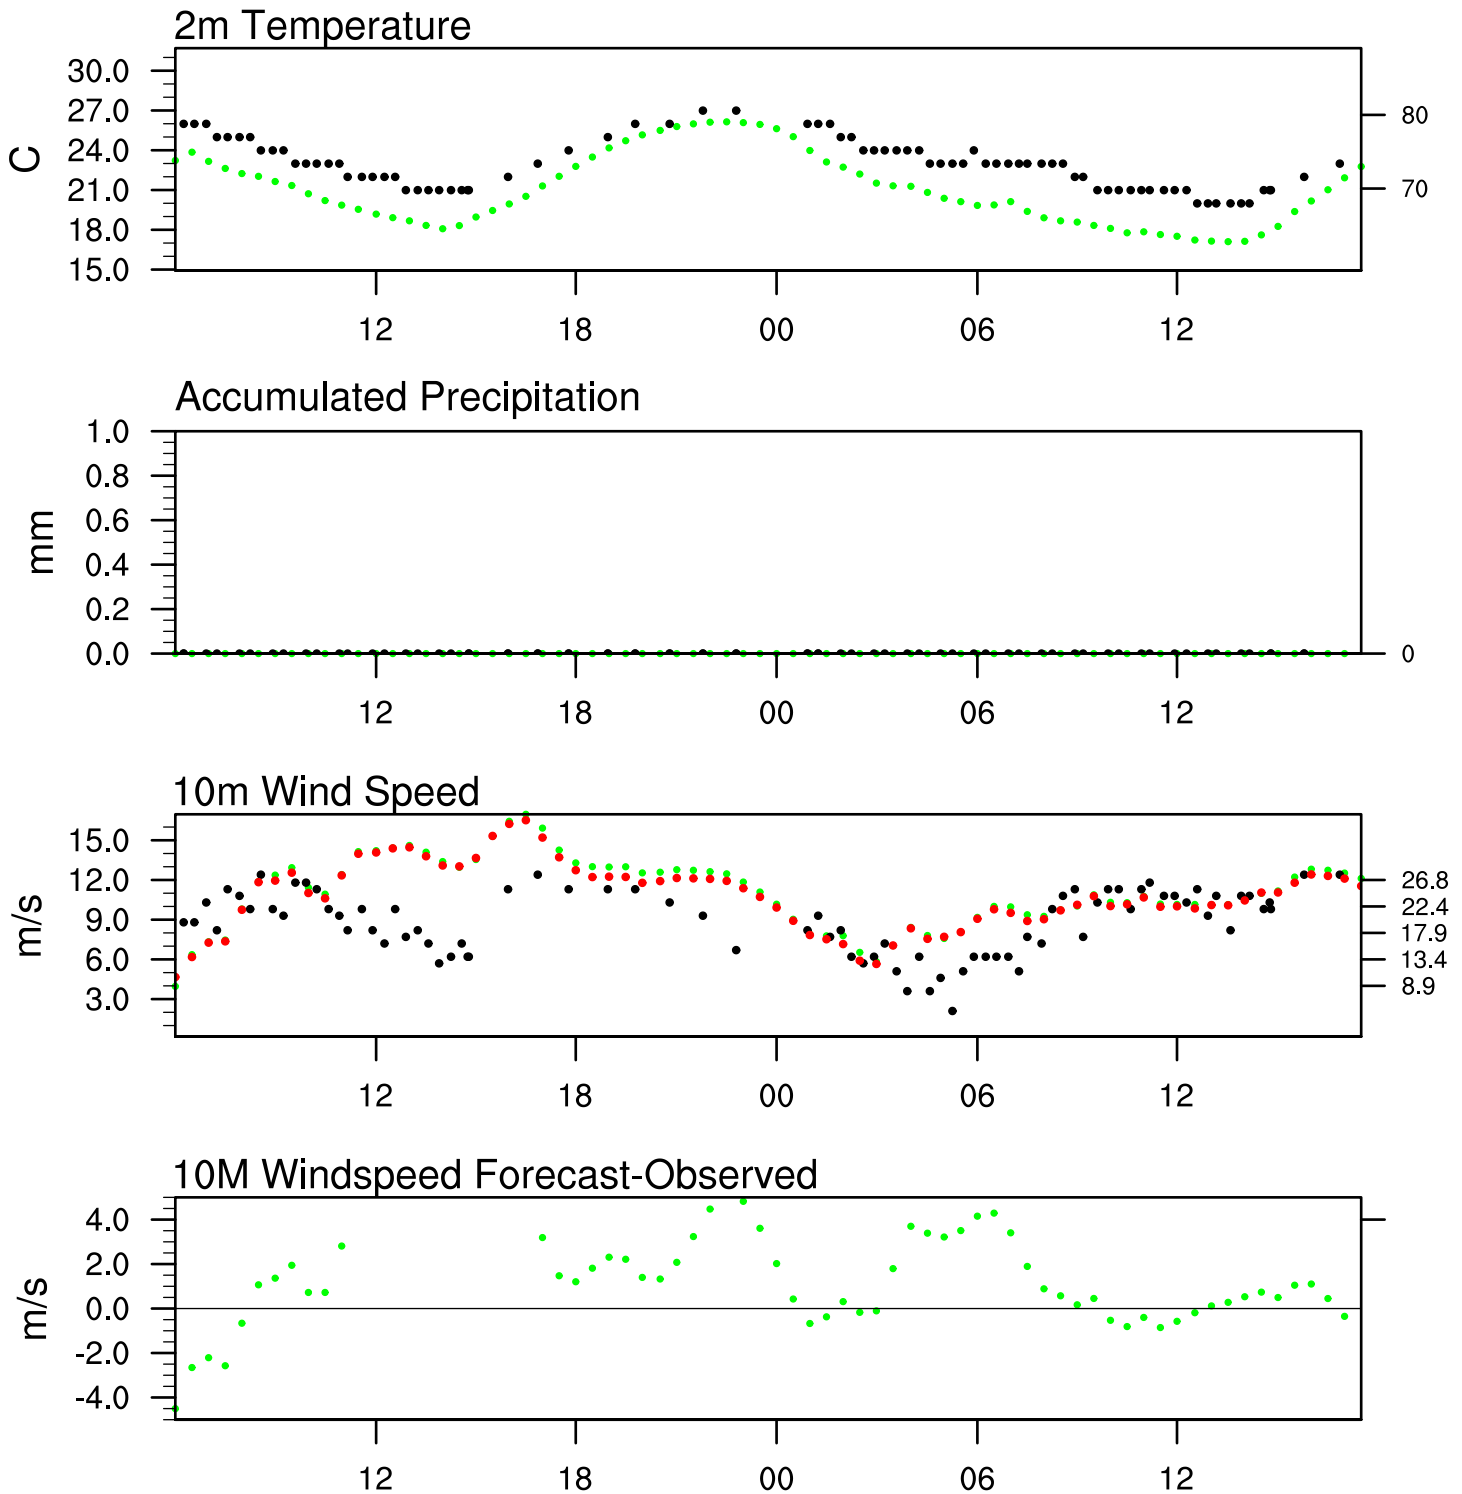 2m Temperature
30.0
27.0
24.0
21.0
18.0
15.0
C
80
70
12 18 00 06 12
Accumulated Precipitation
1.0
0.8
0.6
0.4
0.2
0.0
mm
0
12 18 00 06 12
10m Wind Speed
15.0
12.0
9.0
6.0
3.0
m/s
26.8
22.4
17.9
13.4
8.9
12 18 00 06 12
10M Windspeed Forecast-Observed
4.0
2.0
0.0
-2.0
-4.0
m/s
12 18 00 06 12